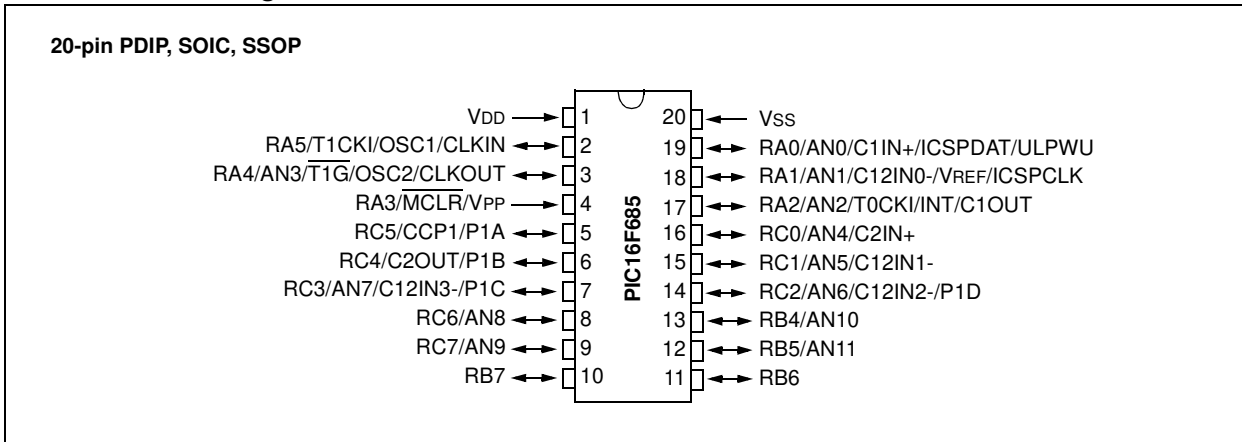 20-pin PDIP, SOIC, SSOP
VDD 1 20 VSS
RA5/T1CKI/OSC1/CLKIN 2 19 RA0/AN0/C1IN+/ICSPDAT/ULPWU
RA4/AN3/T1G/OSC2/CLKOUT 3 18 RA1/AN1/C12IN0-/VREF/ICSPCLK
RA3/MCLR/VPP 4 17 RA2/AN2/T0CKI/INT/C1OUT
RC5/CCP1/P1A 5 16 RC0/AN4/C2IN+
RC4/C2OUT/P1B 6 15 RC1/AN5/C12IN1-
RC3/AN7/C12IN3-/P1C 7 14 RC2/AN6/C12IN2-/P1D
RC6/AN8 8 13 RB4/AN10
RC7/AN9 9 12 RB5/AN11
RB7 10 11 RB6
PIC16F685